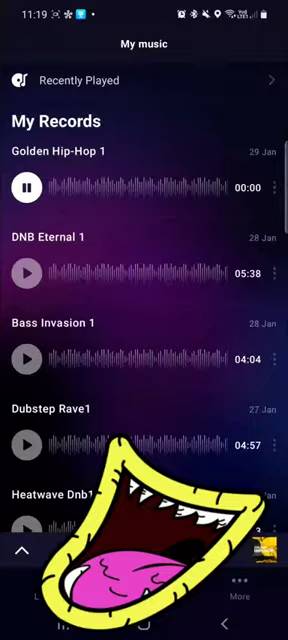 11:19
My music
Recently Played
My Records
Golden Hip-Hop 1
29 Jan
00:00
DNB Eternal 1
28 Jan
05:38
Bass Invasion 1
28 Jan
04:04
Dubstep Rave1
27 Jan
04:57
Heatwave Dnb1
Jan
More